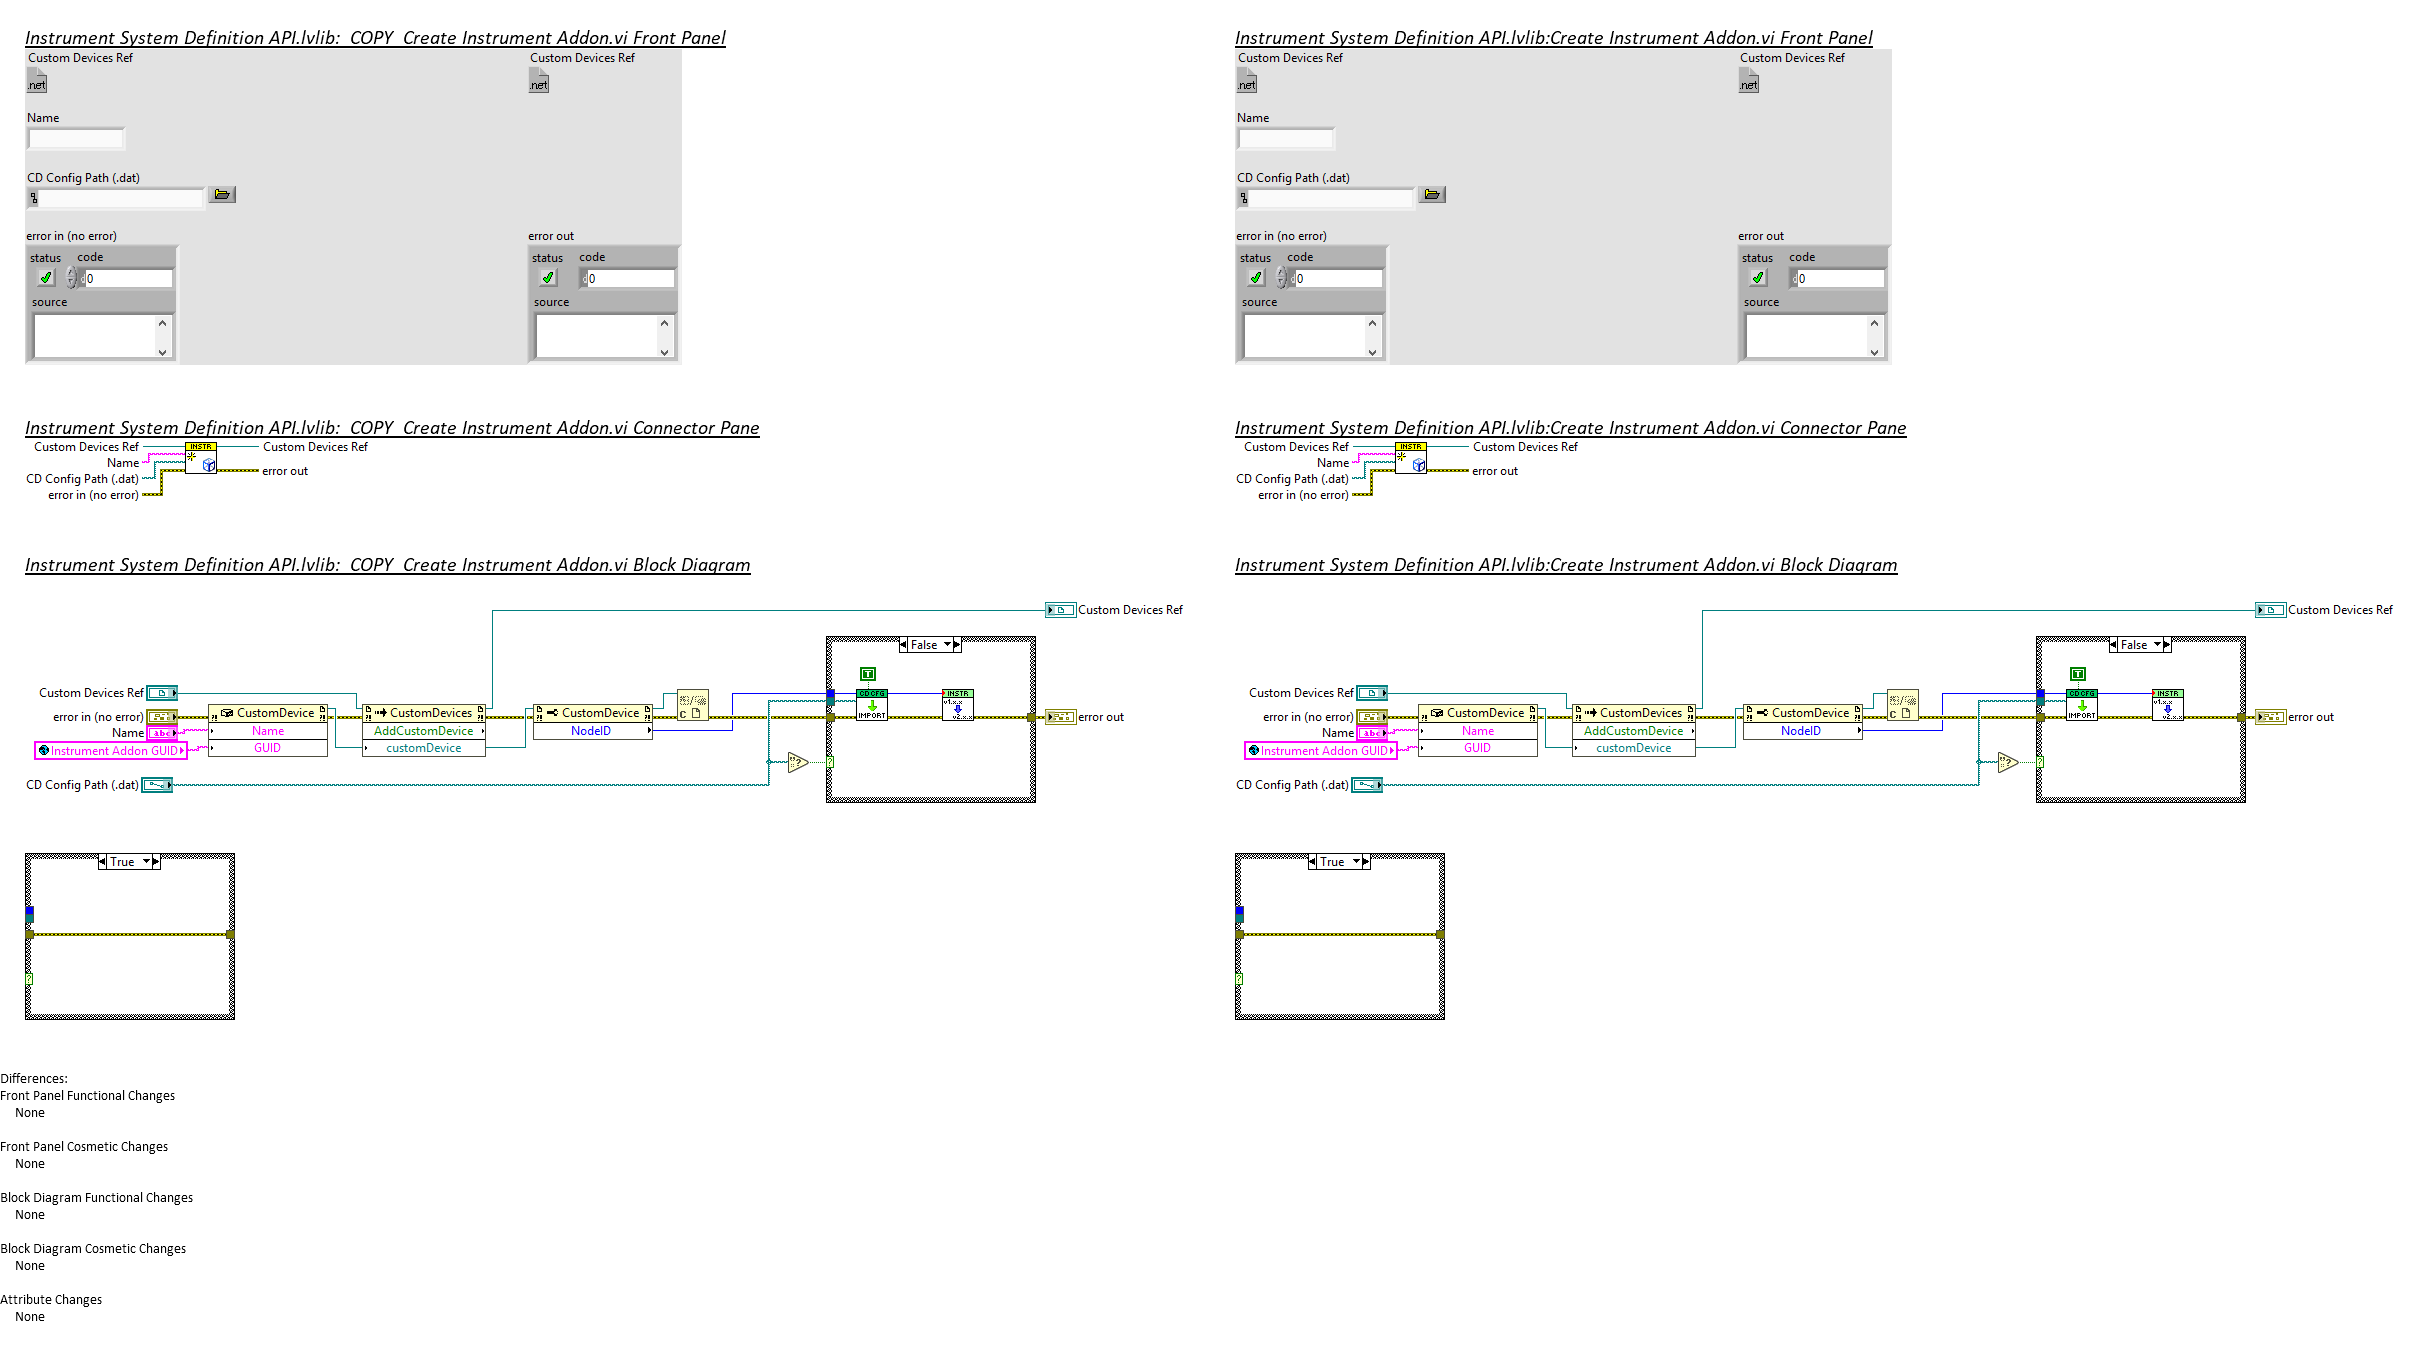 Instrument System Definition API.lvlib:_COPY_Create Instrument Addon.vi Front Panel
Custom Devices Ref
Custom Devices Ref
.net
.net
Name
CD Config Path (.dat)
error in (no error)
error out
status code
status code
0
0
source
source
Instrument System Definition API.lvlib:_COPY_Create Instrument Addon.vi Connector Pane
Custom Devices Ref
INSTR
Custom Devices Ref
Name
CD Config Path (.dat)
error out
error in (no error)
Instrument System Definition API.lvlib:_COPY_Create Instrument Addon.vi Block Diagram
Custom Devices Ref
False
T
Custom Devices Ref
CD CFG
INSTR
v1.x.x
CustomDevice
CustomDevices
CustomDevice
C
IMPORT
v2.x.x
error in (no error)
error out
Name
abc
Name
AddCustomDevice
NodeID
Instrument Addon GUID
GUID
customDevice
?
?
CD Config Path (.dat)
True
?
Instrument System Definition API.lvlib:Create Instrument Addon.vi Front Panel
Custom Devices Ref
Custom Devices Ref
.net
.net
Name
CD Config Path (.dat)
error in (no error)
error out
status code
status code
0
0
source
source
Instrument System Definition API.lvlib:Create Instrument Addon.vi Connector Pane
Custom Devices Ref
INSTR
Custom Devices Ref
Name
CD Config Path (.dat)
error out
error in (no error)
Instrument System Definition API.lvlib:Create Instrument Addon.vi Block Diagram
Custom Devices Ref
False
T
Custom Devices Ref
CD CFG
INSTR
v1.x.x
CustomDevice
CustomDevices
CustomDevice
C
IMPORT
v2.x.x
error in (no error)
error out
Name
abc
Name
AddCustomDevice
NodeID
Instrument Addon GUID
GUID
customDevice
?
?
CD Config Path (.dat)
True
?
Differences:
Front Panel Functional Changes
None
Front Panel Cosmetic Changes
None
Block Diagram Functional Changes
None
Block Diagram Cosmetic Changes
None
Attribute Changes
None